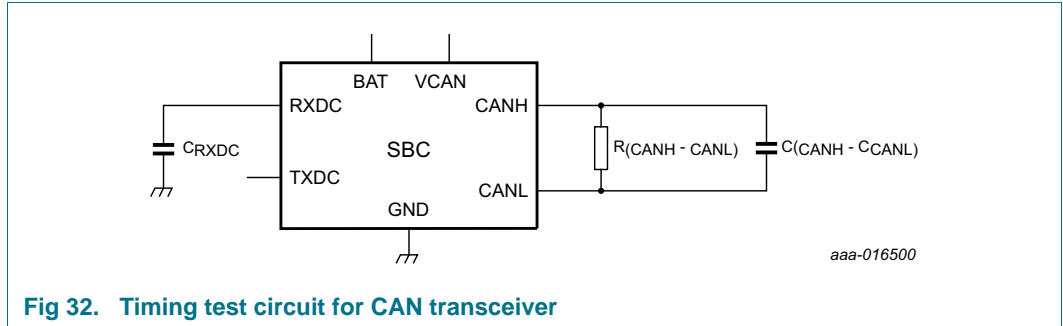 BAT VCAN
RXDC CANH
CRXDC SBC R(CANH - CANL) C(CANH - CCANL)
TXDC CANL
GND
aaa-016500
Fig 32. Timing test circuit for CAN transceiver